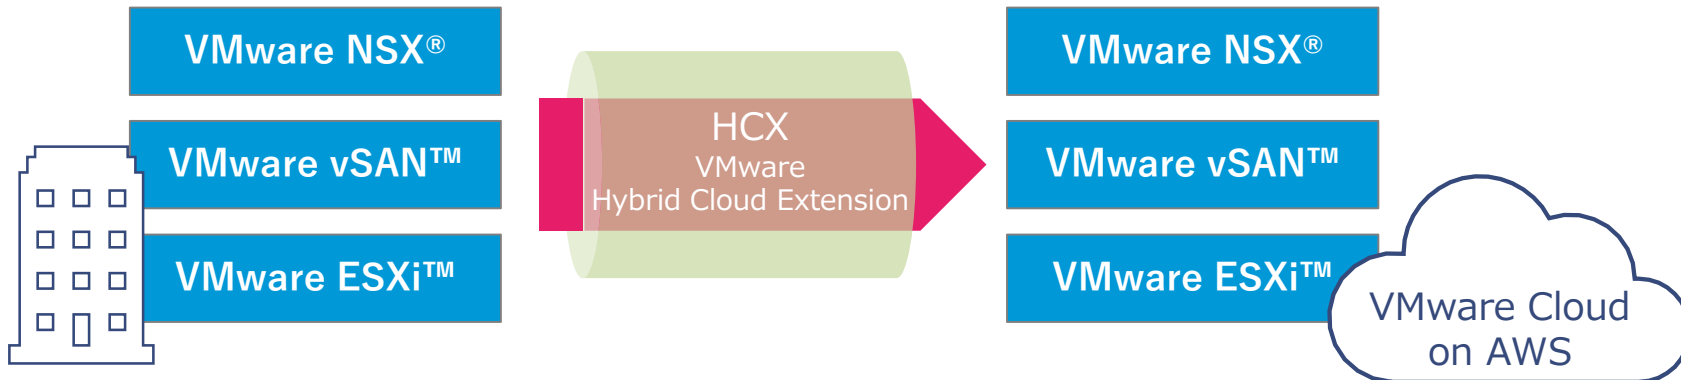 VMware NSX®
VMware vSAN™
VMware ESXi™
HCX
VMware
Hybrid Cloud Extension
VMware NSX®
VMware vSAN™
VMware ESXi™
VMware Cloud
on AWS